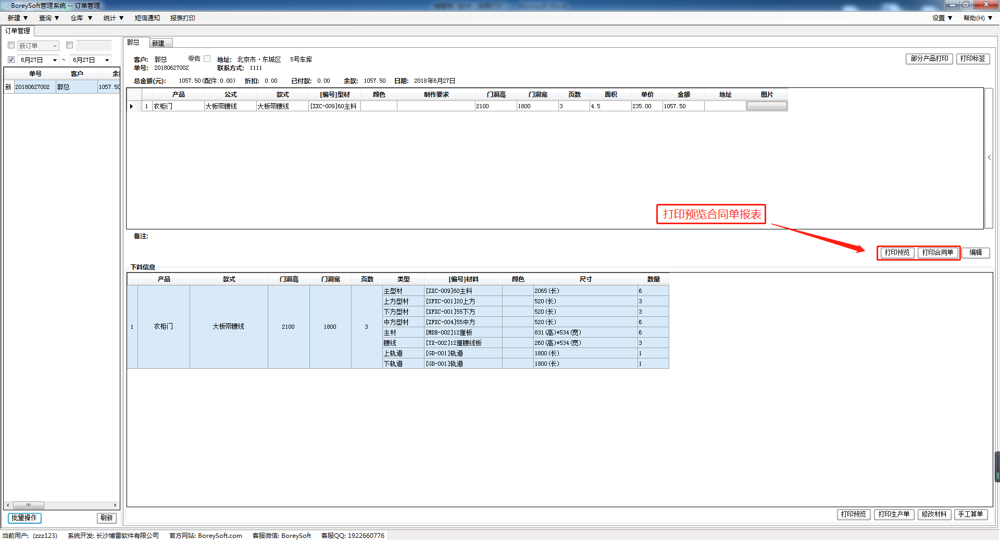 BoreySoft管理系统 -- 订单管理
新建 ▼ 查询 ▼ 仓库 ▼ 统计 ▼ 短信通知 报表打印 设置 ▼ 帮助(H) ▼
订单管理
新订单
6月27日 ~ 6月27日
单号 客户 余
新 20180627002 郭总 1057.50
批量操作 刷新
郭总 新建
客户: 郭总 零售 地址: 北京市·东城区 5号车库 部分产品打印 打印标签
单号: 20180627002 联系方式: 1111
总金额(元): 1057.50(配件:0.00) 折扣: 0.00 已付款: 0.00 余款: 1057.50 日期: 2018年6月27日
产品 公式 款式 [编号]型材 颜色 制作要求 门洞高 门洞宽 页数 面积 单价 金额 地址 图片
1 衣柜门 大板带腰线 大板带腰线 [ZXC-009]60主料 2100 1800 3 4.5 235.00 1057.50
打印预览合同单报表
备注:
打印预览 打印合同单 编辑
下料信息
产品 款式 门洞高 门洞宽 页数 类型 [编号]材料 颜色 尺寸 数量
1 衣柜门 大板带腰线 2100 1800 3
主型材 [ZXC-009]60主料 2065(长) 6
上方型材 [SFXC-001]20上方 520(长) 3
下方型材 [XFXC-001]55下方 520(长) 3
中方型材 [ZFXC-004]55中方 520(长) 6
主材 [MDB-002]12厘板 831(高)*534(宽) 6
腰线 [YX-002]12厘腰线板 260(高)*534(宽) 3
上轨道 [GD-001]轨道 1800(长) 1
下轨道 [GD-001]轨道 1800(长) 1
打印预览 打印生产单 修改材料 手工算单
当前用户: (zzz123) 系统开发: 长沙博雷软件有限公司 官方网站: BoreySoft.com 客服微信: BoreySoft 客服QQ: 1922660776